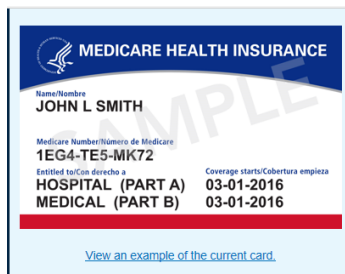 MEDICARE HEALTH INSURANCE
Name/Nombre
JOHN L SMITH
Medicare Number/Número de Medicare
1EG4-TE5-MK72
Entitled to/Con derecho a Coverage starts/Cobertura empieza
HOSPITAL (PART A) 03-01-2016
MEDICAL (PART B) 03-01-2016
SAMPLE
View an example of the current card.